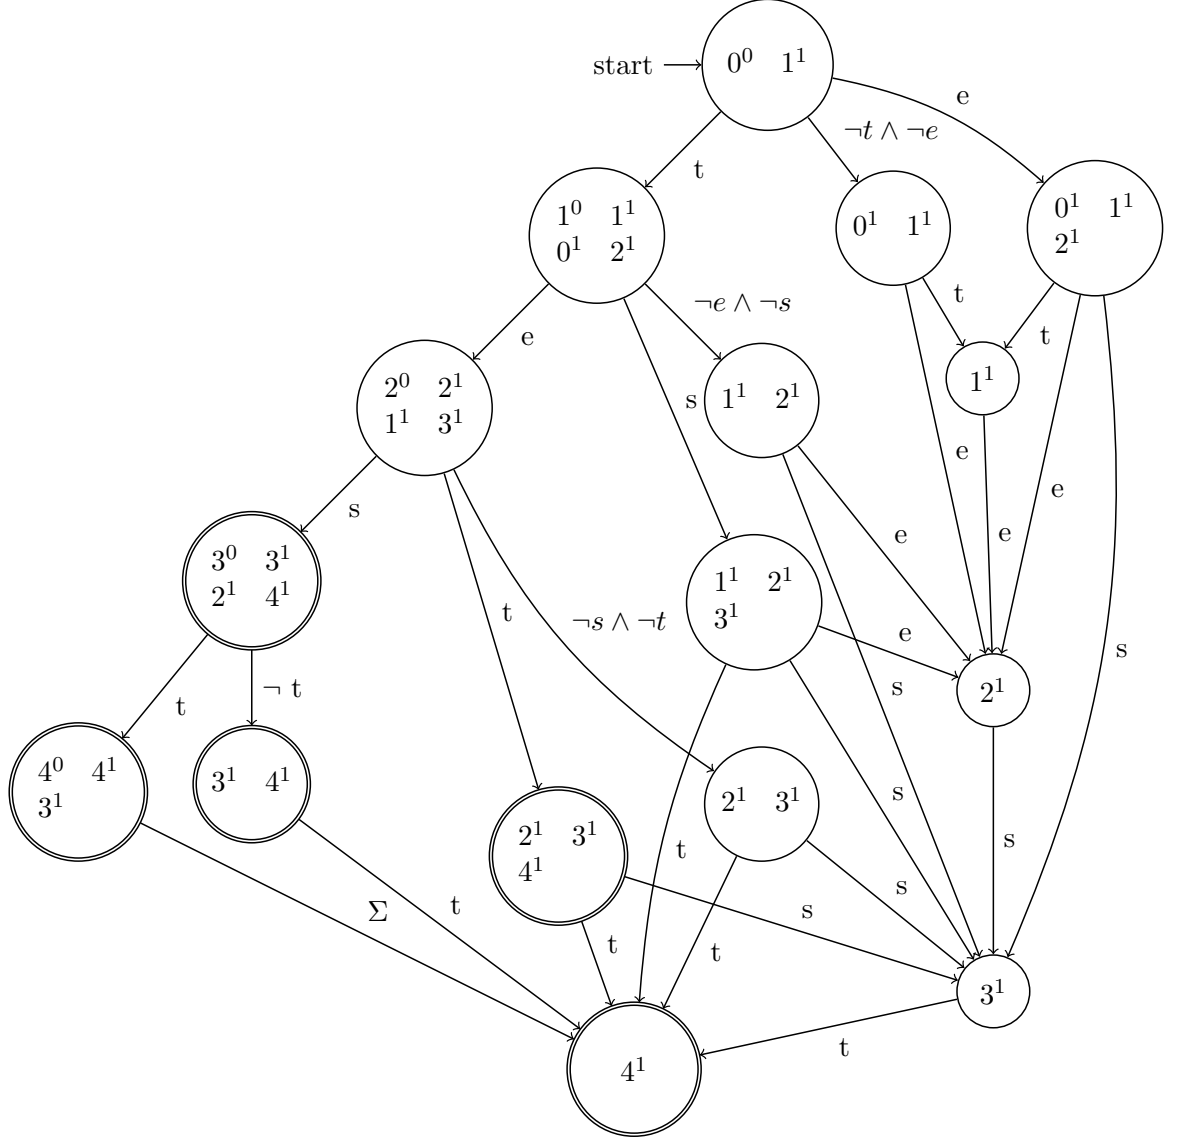 start
0⁰ 1¹
e
¬t ∧ ¬e
t
1⁰ 1¹
0¹ 2¹
0¹ 1¹
0¹ 1¹
2¹
t
t
¬e ∧ ¬s
e
1¹
2⁰ 2¹
1¹ 3¹
s
1¹ 2¹
e
e
s
e
e
3⁰ 3¹
2¹ 4¹
t
¬s ∧ ¬t
1¹ 2¹
3¹
e
s
¬ t
t
s
2¹
4⁰ 4¹
3¹
3¹ 4¹
s
2¹ 3¹
2¹ 3¹
4¹
t
s
s
Σ
t
s
t
t
3¹
t
4¹